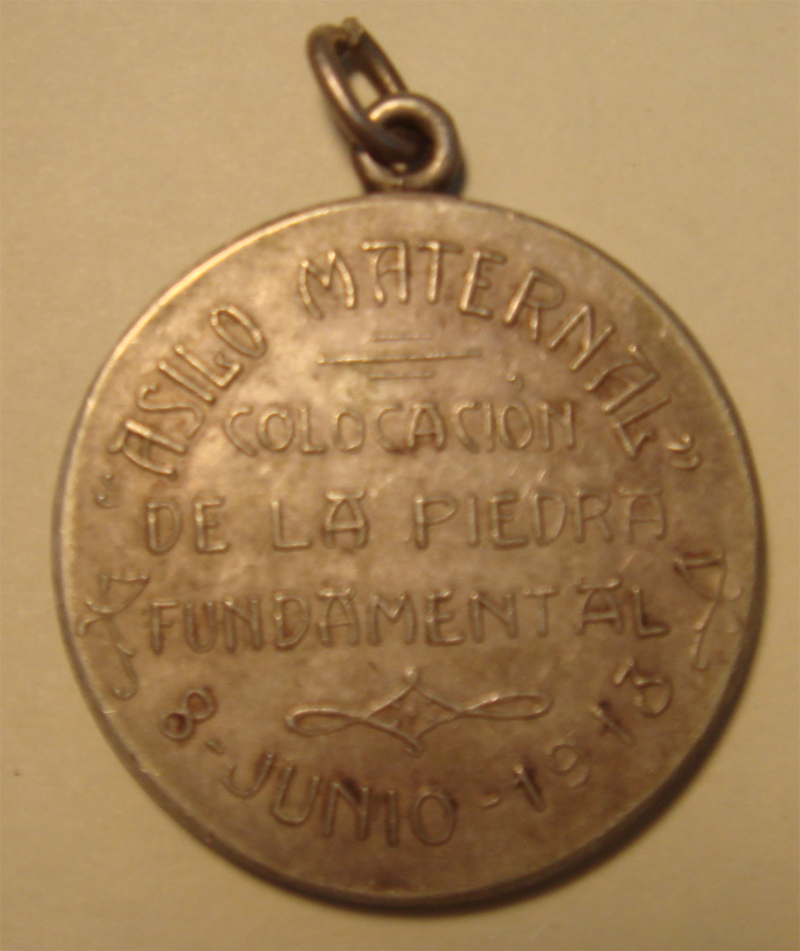 "ASILO MATERNAL"
COLOCACIÓN
DE LA PIEDRA
FUNDAMENTAL
8-JUNIO-1913